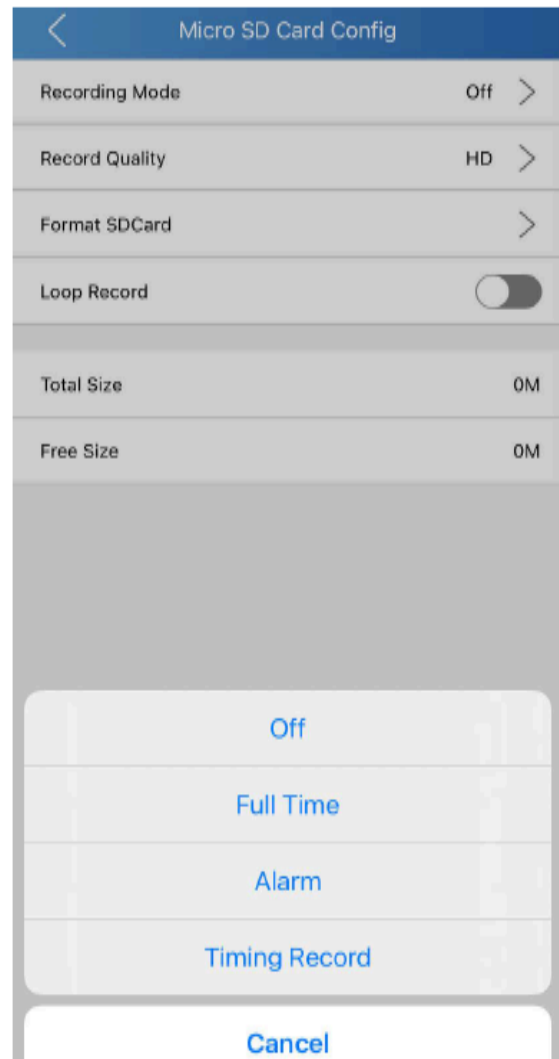 Micro SD Card Config
Recording Mode Off
Record Quality HD
Format SDCard
Loop Record
Total Size 0M
Free Size 0M
Off
Full Time
Alarm
Timing Record
Cancel